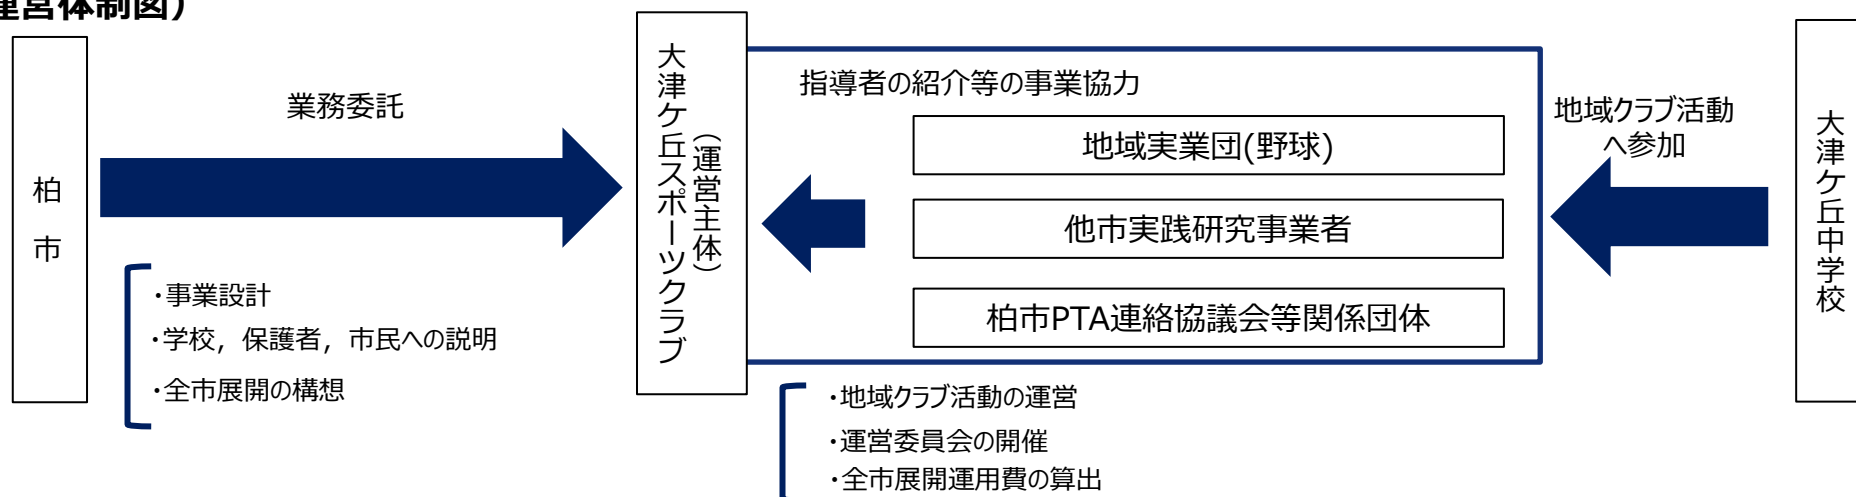 運営体制図）
柏市
業務委託
・事業設計
・学校，保護者，市民への説明
・全市展開の構想
大津ケ丘スポーツクラブ
（運営主体）
指導者の紹介等の事業協力
地域実業団(野球)
他市実践研究事業者
柏市PTA連絡協議会等関係団体
・地域クラブ活動の運営
・運営委員会の開催
・全市展開運用費の算出
地域クラブ活動
へ参加
大津ケ丘中学校